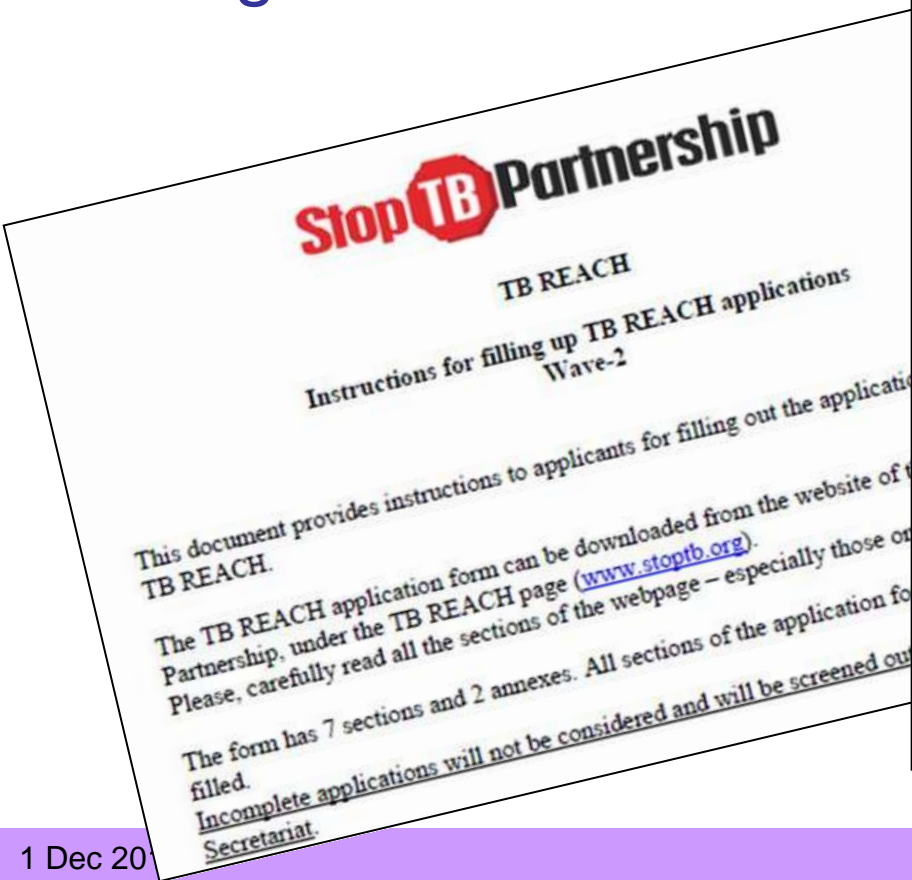 Stop TB Partnership
TB REACH
Instructions for filling up TB REACH applications
Wave-2
This document provides instructions to applicants for filling out the
TB REACH.
The TB REACH application form can be downloaded from the website of
Partnership, under the TB REACH page (www.stoptb.org).
Please, carefully read all the sections of the webpage – especially those
The form has 7 sections and 2 annexes. All sections of the application
filled.
Incomplete applications will not be considered and will be screened
Secretariat.
1 Dec